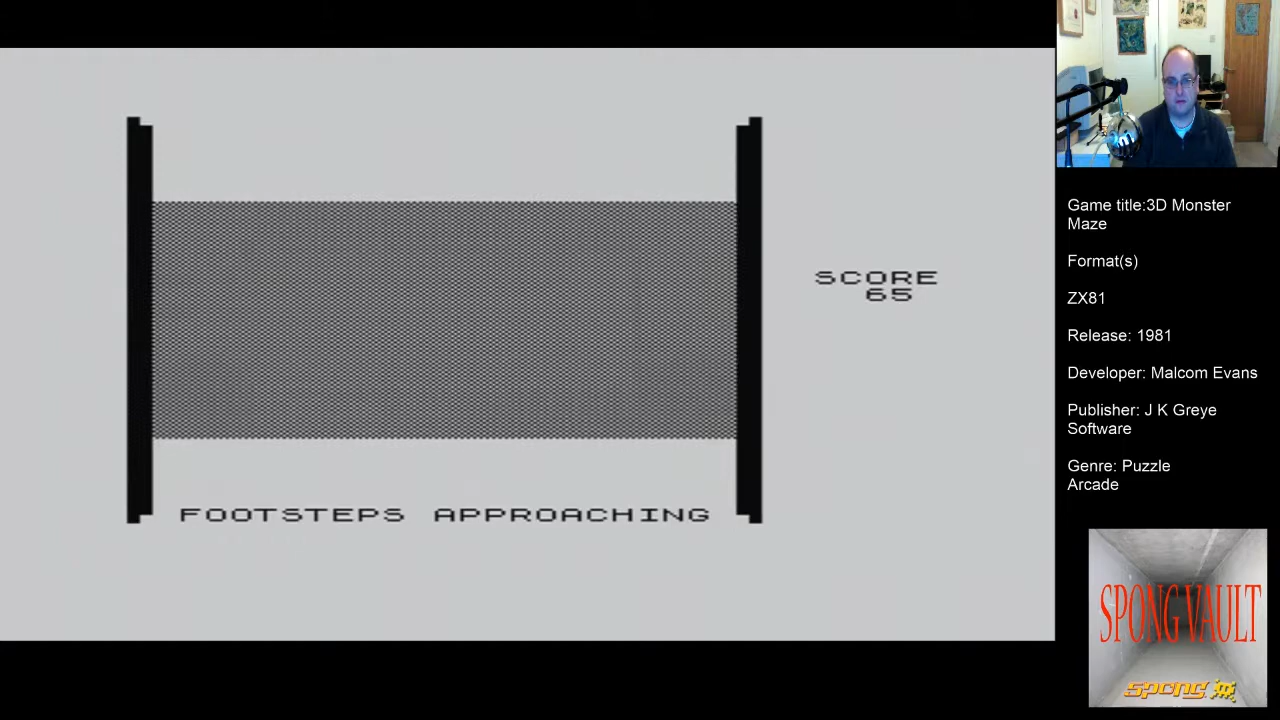 SCORE
65
FOOTSTEPS APPROACHING
Game title:3D Monster
Maze
Format(s)
ZX81
Release: 1981
Developer: Malcom Evans
Publisher: J K Greye
Software
Genre: Puzzle
Arcade
SPONG VAULT
spong